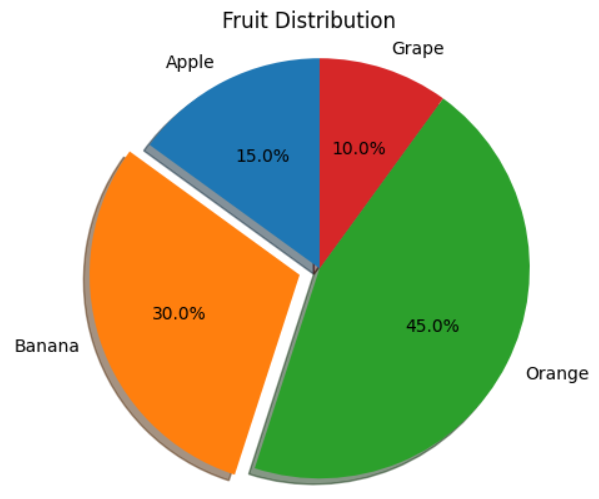 Fruit Distribution
Grape
Apple
10.0%
15.0%
30.0%
45.0%
Banana
Orange